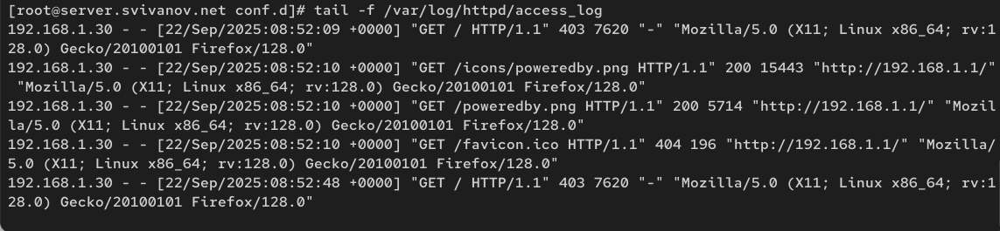 [root@server.svivanov.net conf.d]# tail -f /var/log/httpd/access_log
192.168.1.30 - - [22/Sep/2025:08:52:09 +0000] "GET / HTTP/1.1" 403 7620 "-" "Mozilla/5.0 (X11; Linux x86_64; rv:1
28.0) Gecko/20100101 Firefox/128.0"
192.168.1.30 - - [22/Sep/2025:08:52:10 +0000] "GET /icons/poweredby.png HTTP/1.1" 200 15443 "http://192.168.1.1/"
 "Mozilla/5.0 (X11; Linux x86_64; rv:128.0) Gecko/20100101 Firefox/128.0"
192.168.1.30 - - [22/Sep/2025:08:52:10 +0000] "GET /poweredby.png HTTP/1.1" 200 5714 "http://192.168.1.1/" "Mozil
la/5.0 (X11; Linux x86_64; rv:128.0) Gecko/20100101 Firefox/128.0"
192.168.1.30 - - [22/Sep/2025:08:52:10 +0000] "GET /favicon.ico HTTP/1.1" 404 196 "http://192.168.1.1/" "Mozilla/
5.0 (X11; Linux x86_64; rv:128.0) Gecko/20100101 Firefox/128.0"
192.168.1.30 - - [22/Sep/2025:08:52:48 +0000] "GET / HTTP/1.1" 403 7620 "-" "Mozilla/5.0 (X11; Linux x86_64; rv:1
28.0) Gecko/20100101 Firefox/128.0"